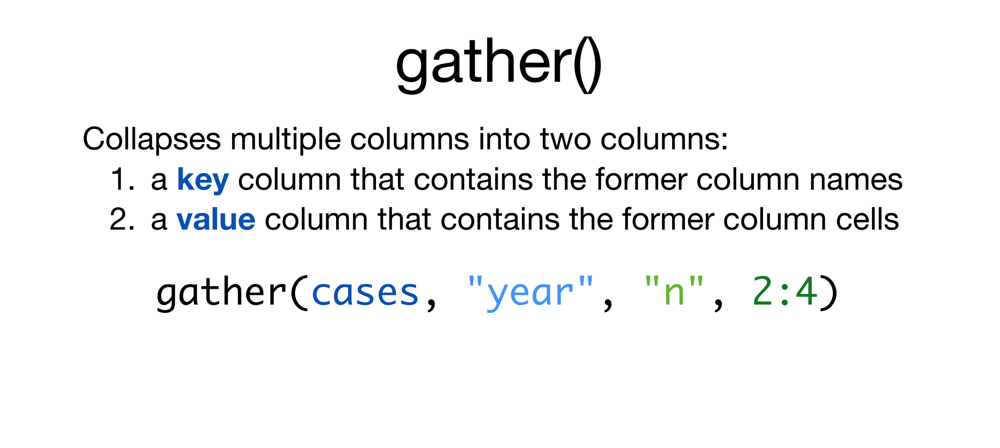 gather()
Collapses multiple columns into two columns:
1. a key column that contains the former column names
2. a value column that contains the former column cells
gather(cases, "year", "n", 2:4)